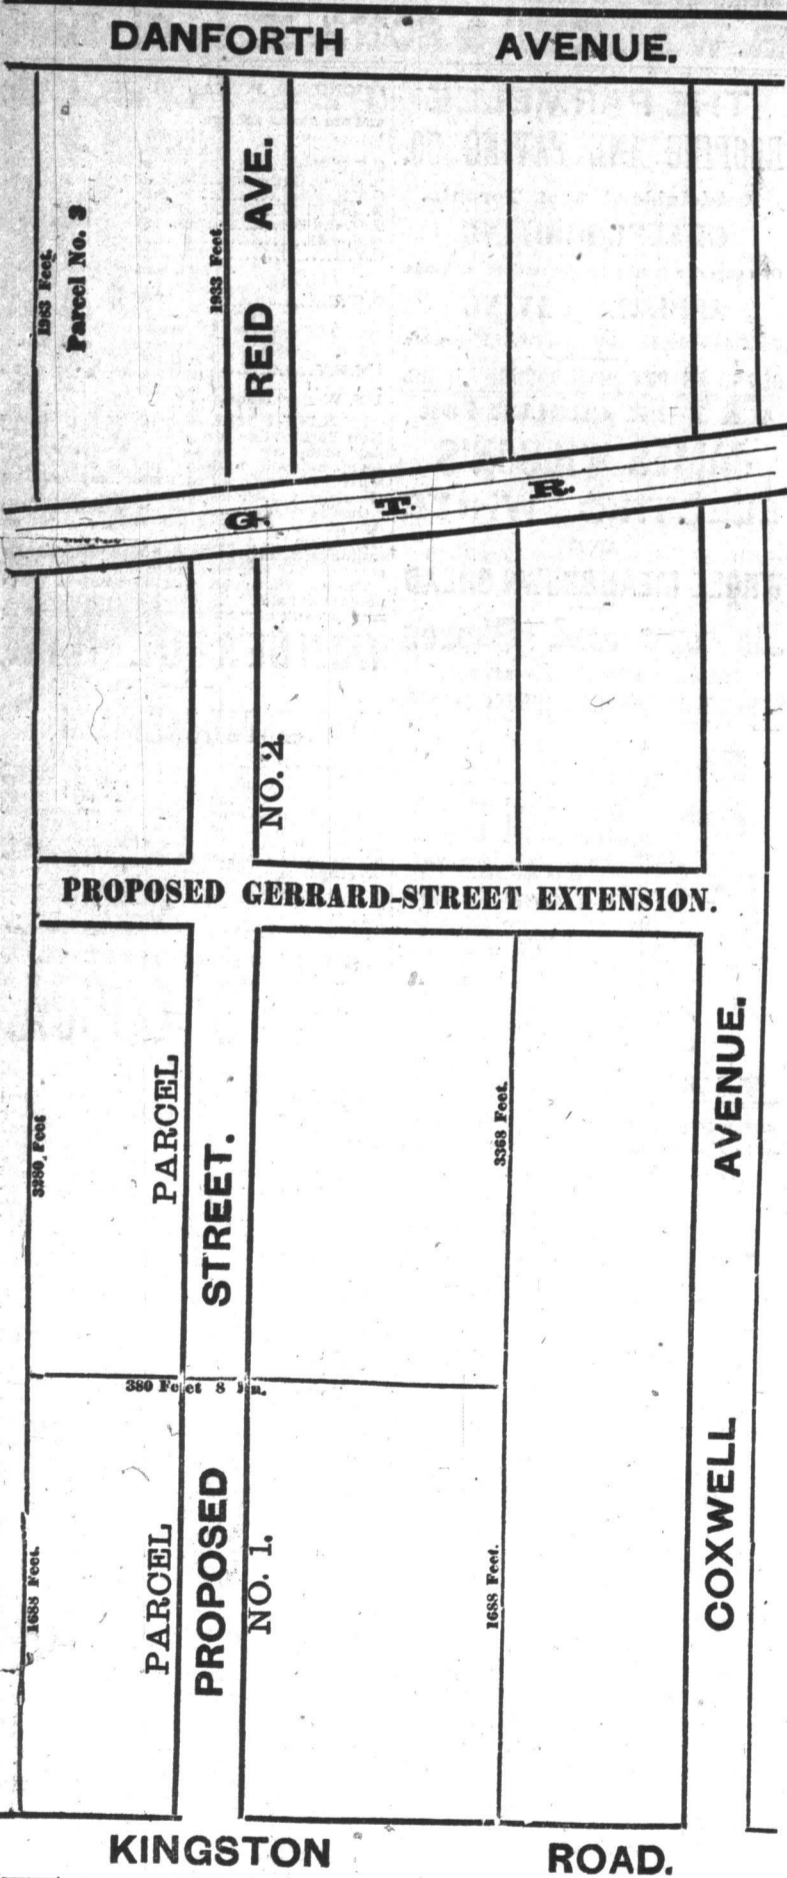 DANFORTH AVENUE.
1963 Feet.
Parcel No. 3
1933 Feet.
REID AVE.
G. T. R.
NO. 2.
PROPOSED GERRARD-STREET EXTENSION.
3280 Feet
PARCEL
STREET.
3368 Feet.
AVENUE.
380 Feet 8 In.
1688 Feet.
PARCEL
PROPOSED
NO. 1.
1688 Feet.
COXWELL
KINGSTON ROAD.